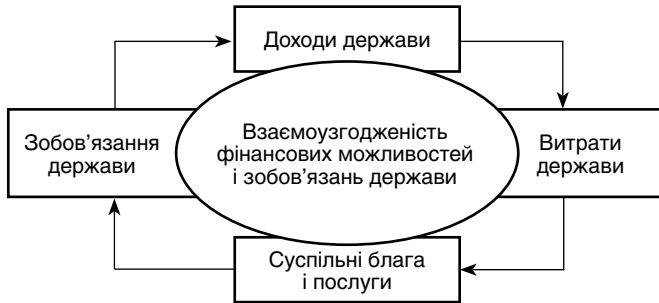 Доходи держави
Зобов'язання
держави
Взаємоузгодженість
фінансових можливостей
і зобов'язань держави
Витрати
держави
Суспільні блага
і послуги